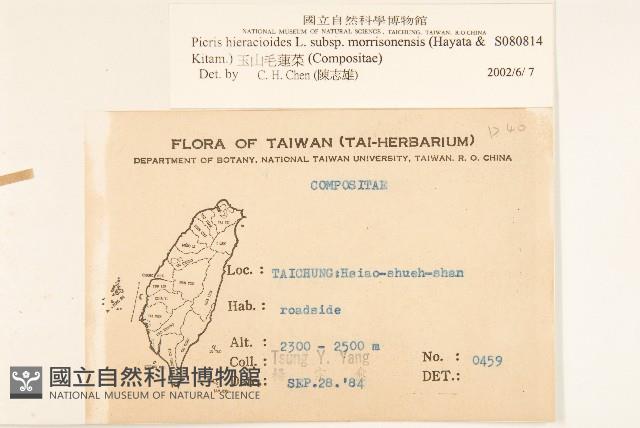 國立自然科學博物館
NATIONAL MUSEUM OF NATURAL SCIENCE, TAICHUNG, TAIWAN, R.O.CHINA
Picris hieracioides L. subsp. morrisonensis (Hayata & S080814
Kitam.) 玉山毛蓮菜 (Compositae)
Det. by C. H. Chen (陳志雄) 2002/6/ 7
D 40
FLORA OF TAIWAN (TAI-HERBARIUM)
DEPARTMENT OF BOTANY, NATIONAL TAIWAN UNIVERSITY, TAIWAN, R. O. CHINA
COMPOSITAE
Loc. : TAICHUNG:Hsiao-shueh-shan
Hab. : roadside
Alt. : 2300 - 2500 m
Coll. : Tsung Y. Yang No. : 0459
SEP.28.'84 DET.:
國立自然科學博物館
NATIONAL MUSEUM OF NATURAL SCIENCE